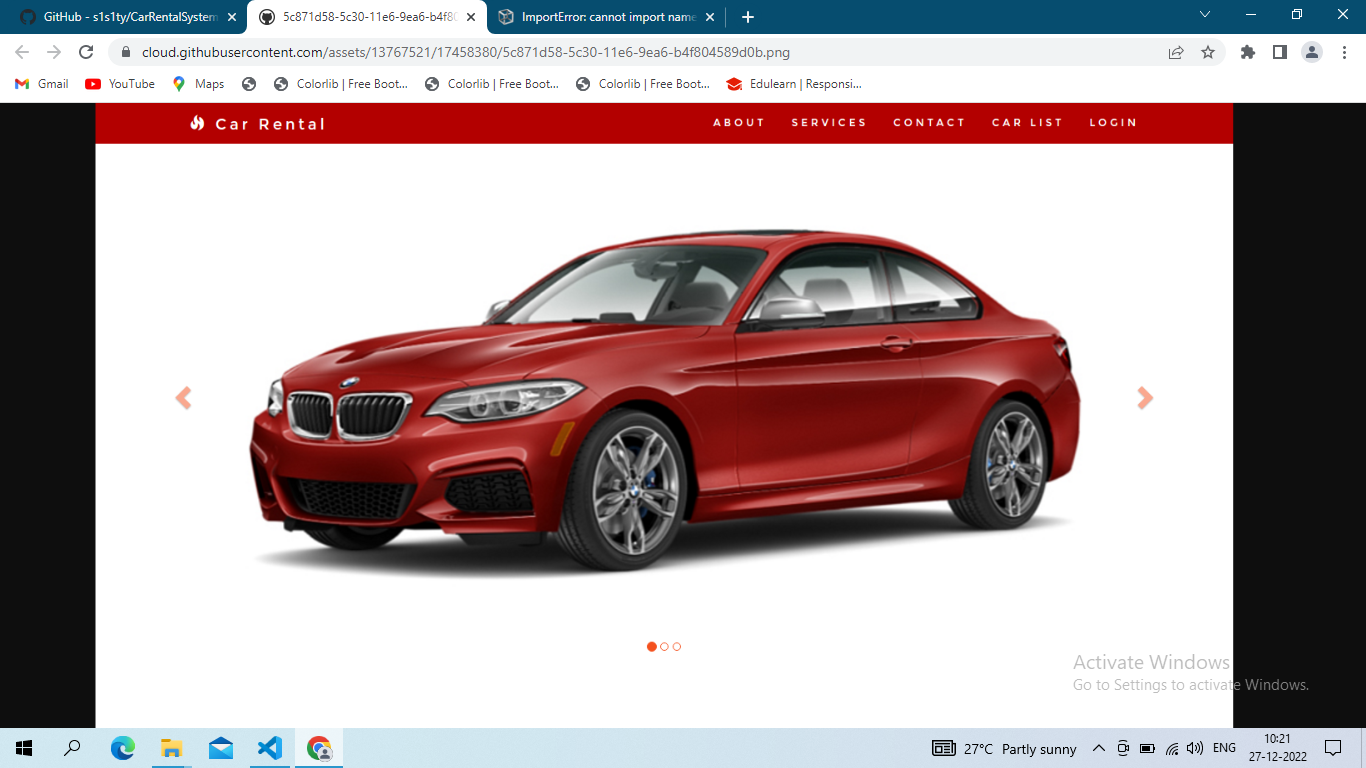 GitHub - s1s1ty/CarRentalSystem
5c871d58-5c30-11e6-9ea6-b4f80
ImportError: cannot import name
cloud.githubusercontent.com/assets/13767521/17458380/5c871d58-5c30-11e6-9ea6-b4f804589d0b.png
Gmail YouTube Maps Colorlib | Free Boot... Colorlib | Free Boot... Colorlib | Free Boot... Edulearn | Responsi...
Car Rental ABOUT SERVICES CONTACT CAR LIST LOGIN
Activate Windows
Go to Settings to activate Windows.
27°C Partly sunny ENG 10:21
27-12-2022